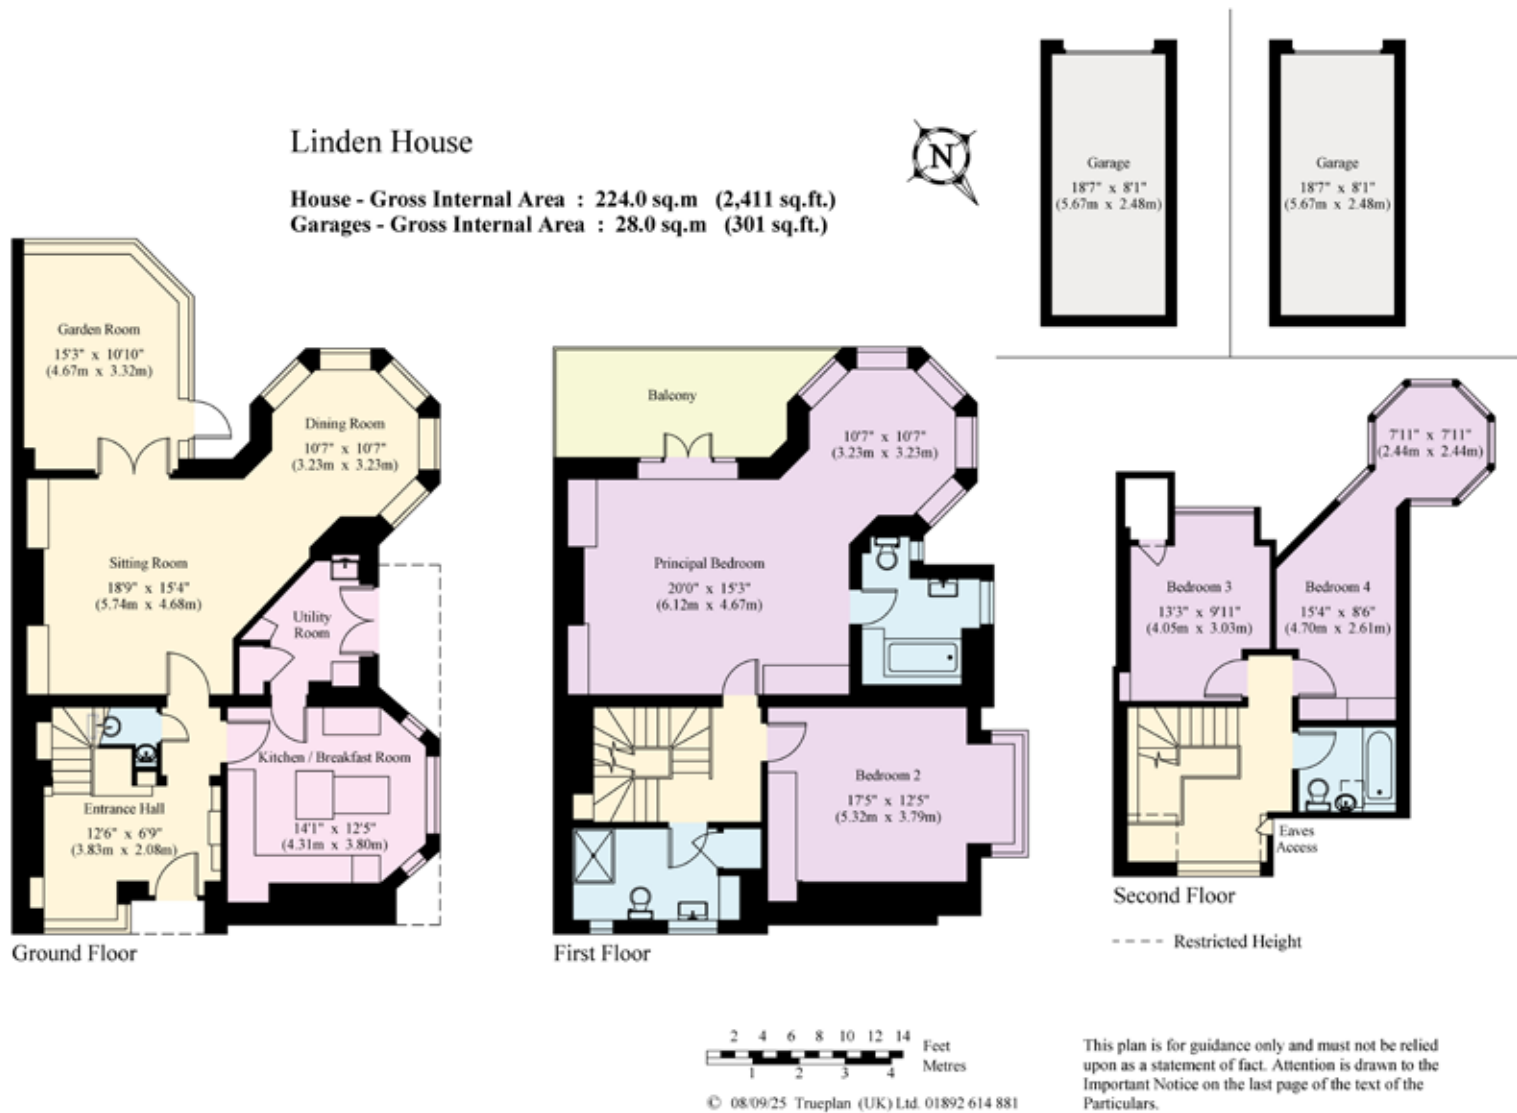 Linden House
House - Gross Internal Area : 224.0 sq.m (2,411 sq.ft.)
Garages - Gross Internal Area : 28.0 sq.m (301 sq.ft.)
N
Garage
18'7" x 8'1"
(5.67m x 2.48m)
Garage
18'7" x 8'1"
(5.67m x 2.48m)
Garden Room
15'3" x 10'10"
(4.67m x 3.32m)
Dining Room
10'7" x 10'7"
(3.23m x 3.23m)
Sitting Room
18'9" x 15'4"
(5.74m x 4.68m)
Utility
Room
Kitchen / Breakfast Room
14'1" x 12'5"
(4.31m x 3.80m)
Entrance Hall
12'6" x 6'9"
(3.83m x 2.08m)
Ground Floor
Balcony
10'7" x 10'7"
(3.23m x 3.23m)
Principal Bedroom
20'0" x 15'3"
(6.12m x 4.67m)
Bedroom 2
17'5" x 12'5"
(5.32m x 3.79m)
First Floor
7'11" x 7'11"
(2.44m x 2.44m)
Bedroom 3
13'3" x 9'11"
(4.05m x 3.03m)
Bedroom 4
15'4" x 8'6"
(4.70m x 2.61m)
Eaves
Access
Second Floor
Restricted Height
2 4 6 8 10 12 14 Feet
Metres
1 2 3 4
© 08/09/25 Trueplan (UK) Ltd. 01892 614 881
This plan is for guidance only and must not be relied
upon as a statement of fact. Attention is drawn to the
Important Notice on the last page of the text of the
Particulars.